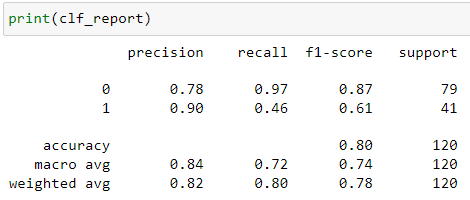 print(clf_report)
precision recall f1-score support
0 0.78 0.97 0.87 79
1 0.90 0.46 0.61 41
accuracy 0.80 120
macro avg 0.84 0.72 0.74 120
weighted avg 0.82 0.80 0.78 120